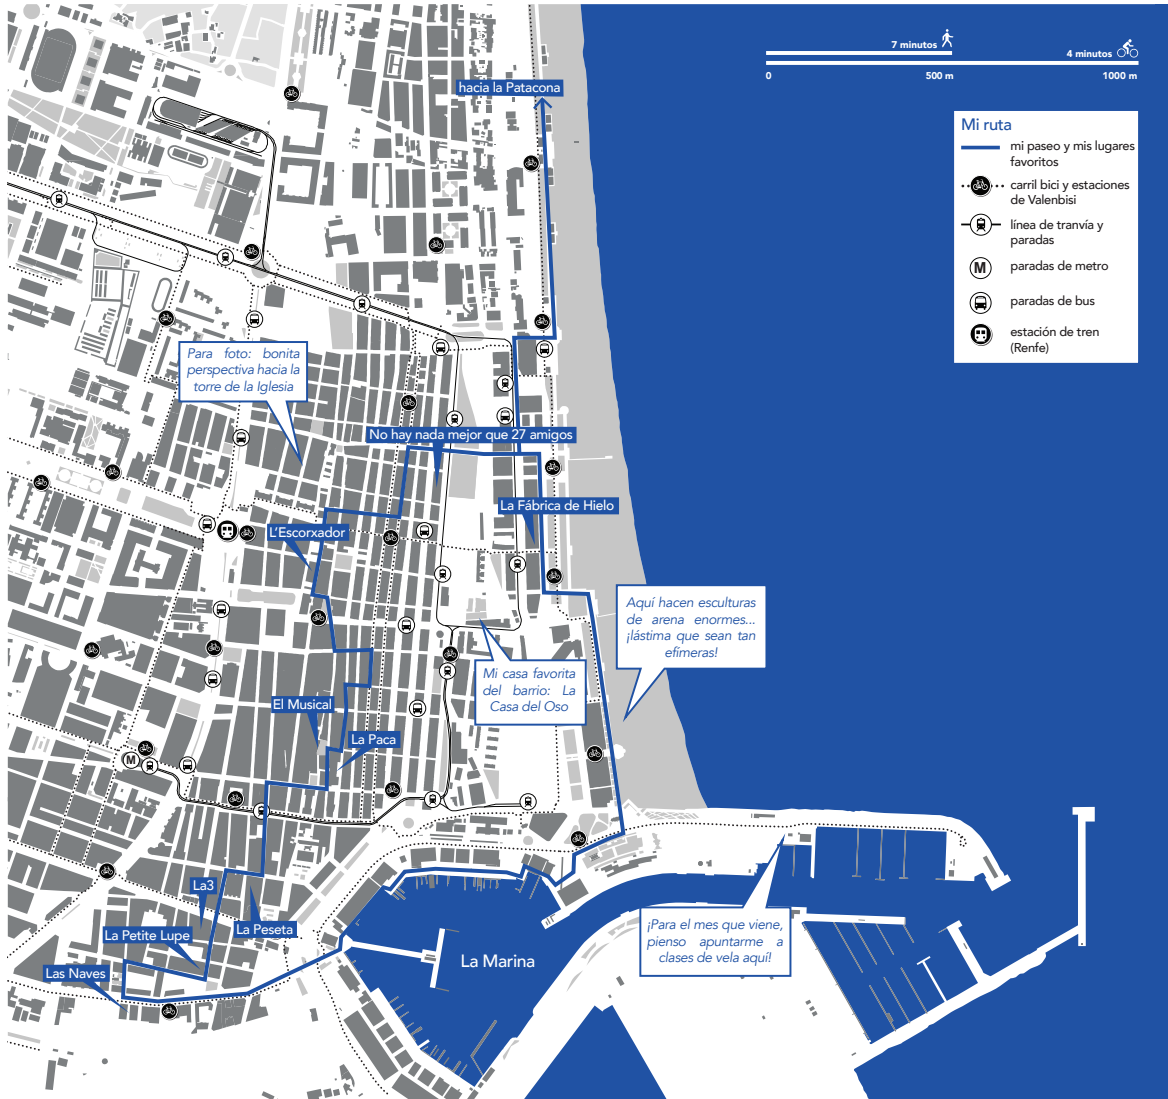 7 minutos
4 minutos
0
500 m
1000 m
hacia la Patacona
Mi ruta
mi paseo y mis lugares
favoritos
carril bici y estaciones
de Valenbisi
línea de tranvía y
paradas
M
paradas de metro
paradas de bus
estación de tren
(Renfe)
Para foto: bonita
perspectiva hacia la
torre de la Iglesia
No hay nada mejor que 27 amigos
La Fábrica de Hielo
L'Escorxador
Aquí hacen esculturas
de arena enormes...
¡lástima que sean tan
efímeras!
Mi casa favorita
del barrio: La
Casa del Oso
El Musical
La Paca
M
La3
La Petite Lupe
La Peseta
¡Para el mes que viene,
pienso apuntarme a
clases de vela aquí!
La Marina
Las Naves